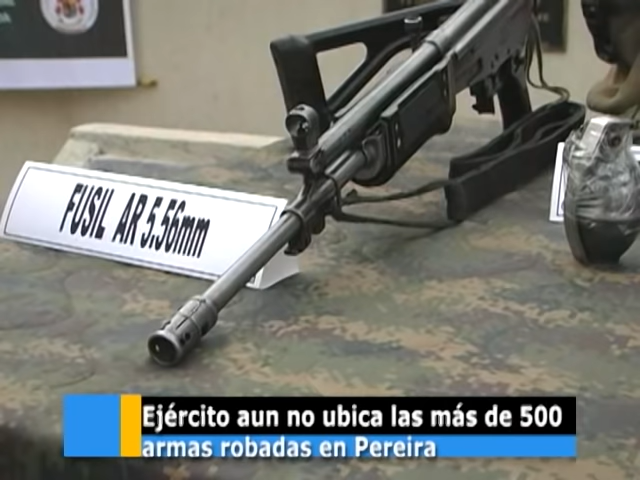 FUSIL AR 5.56mm
Ejército aun no ubica las más de 500
armas robadas en Pereira